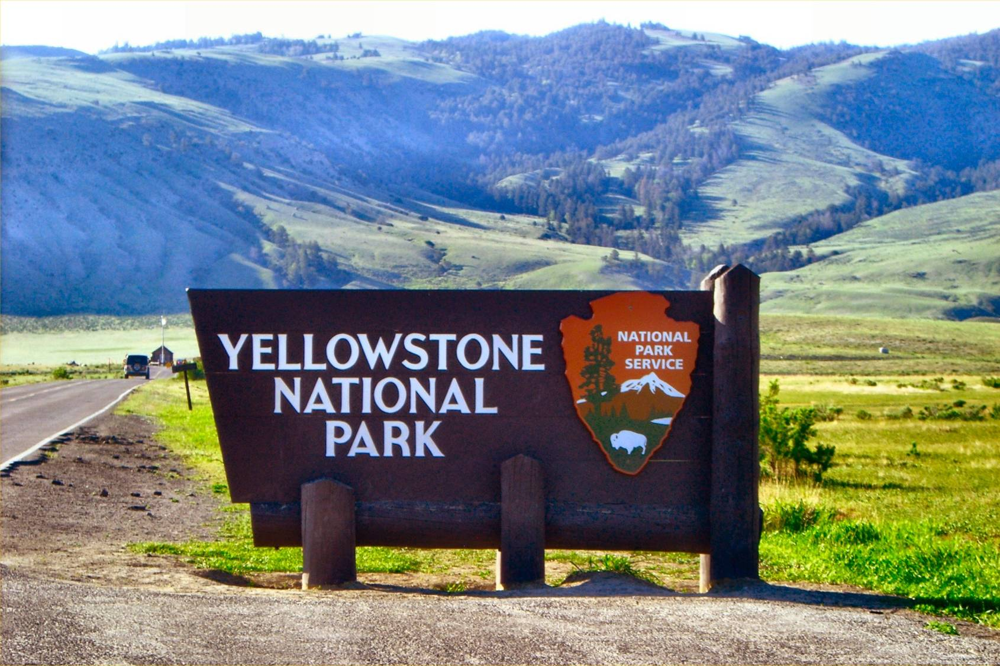 YELLOWSTONE
NATIONAL
PARK
NATIONAL
PARK
SERVICE